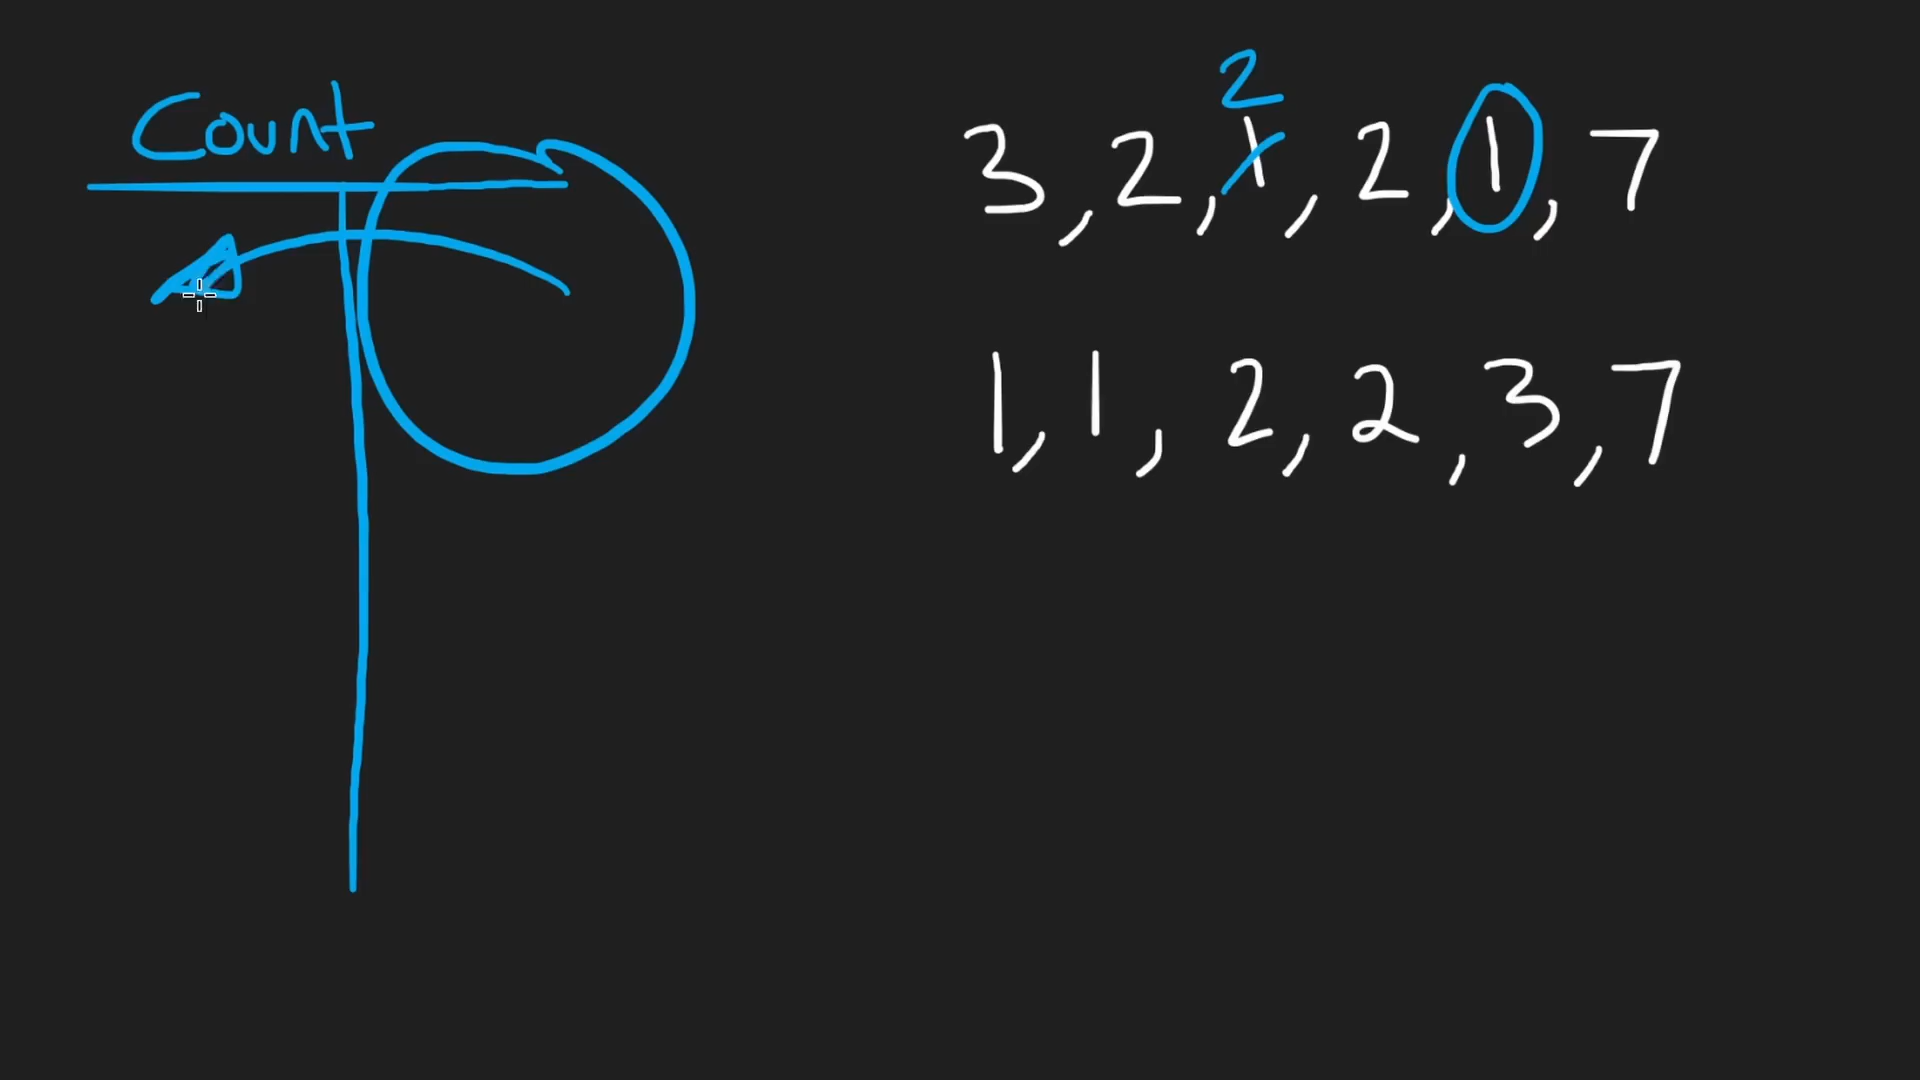 Count
2
3, 2, 1, 2, 1, 7
1, 1, 2, 2, 3, 7